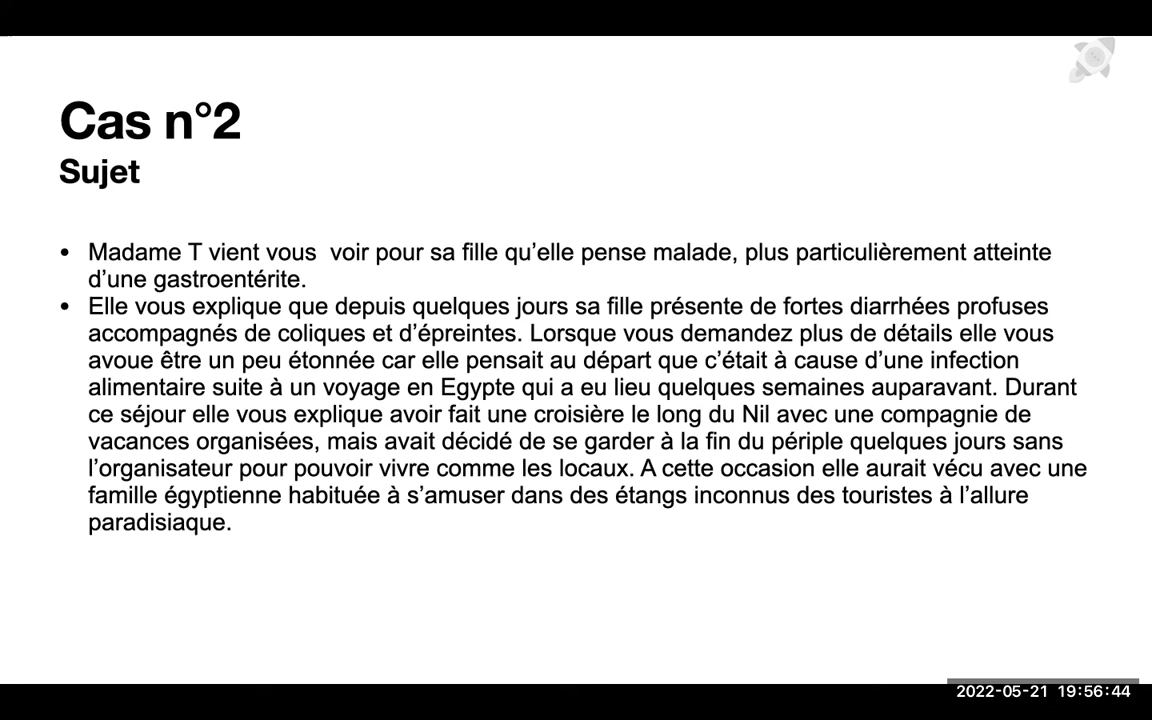 Cas n°2
Sujet
• Madame T vient vous  voir pour sa fille qu’elle pense malade, plus particulièrement atteinte
d’une gastroentérite.
• Elle vous explique que depuis quelques jours sa fille présente de fortes diarrhées profuses
accompagnés de coliques et d’épreintes. Lorsque vous demandez plus de détails elle vous
avoue être un peu étonnée car elle pensait au départ que c’était à cause d’une infection
alimentaire suite à un voyage en Egypte qui a eu lieu quelques semaines auparavant. Durant
ce séjour elle vous explique avoir fait une croisière le long du Nil avec une compagnie de
vacances organisées, mais avait décidé de se garder à la fin du périple quelques jours sans
l’organisateur pour pouvoir vivre comme les locaux. A cette occasion elle aurait vécu avec une
famille égyptienne habituée à s’amuser dans des étangs inconnus des touristes à l’allure
paradisiaque.
2022-05-21 19:56:44